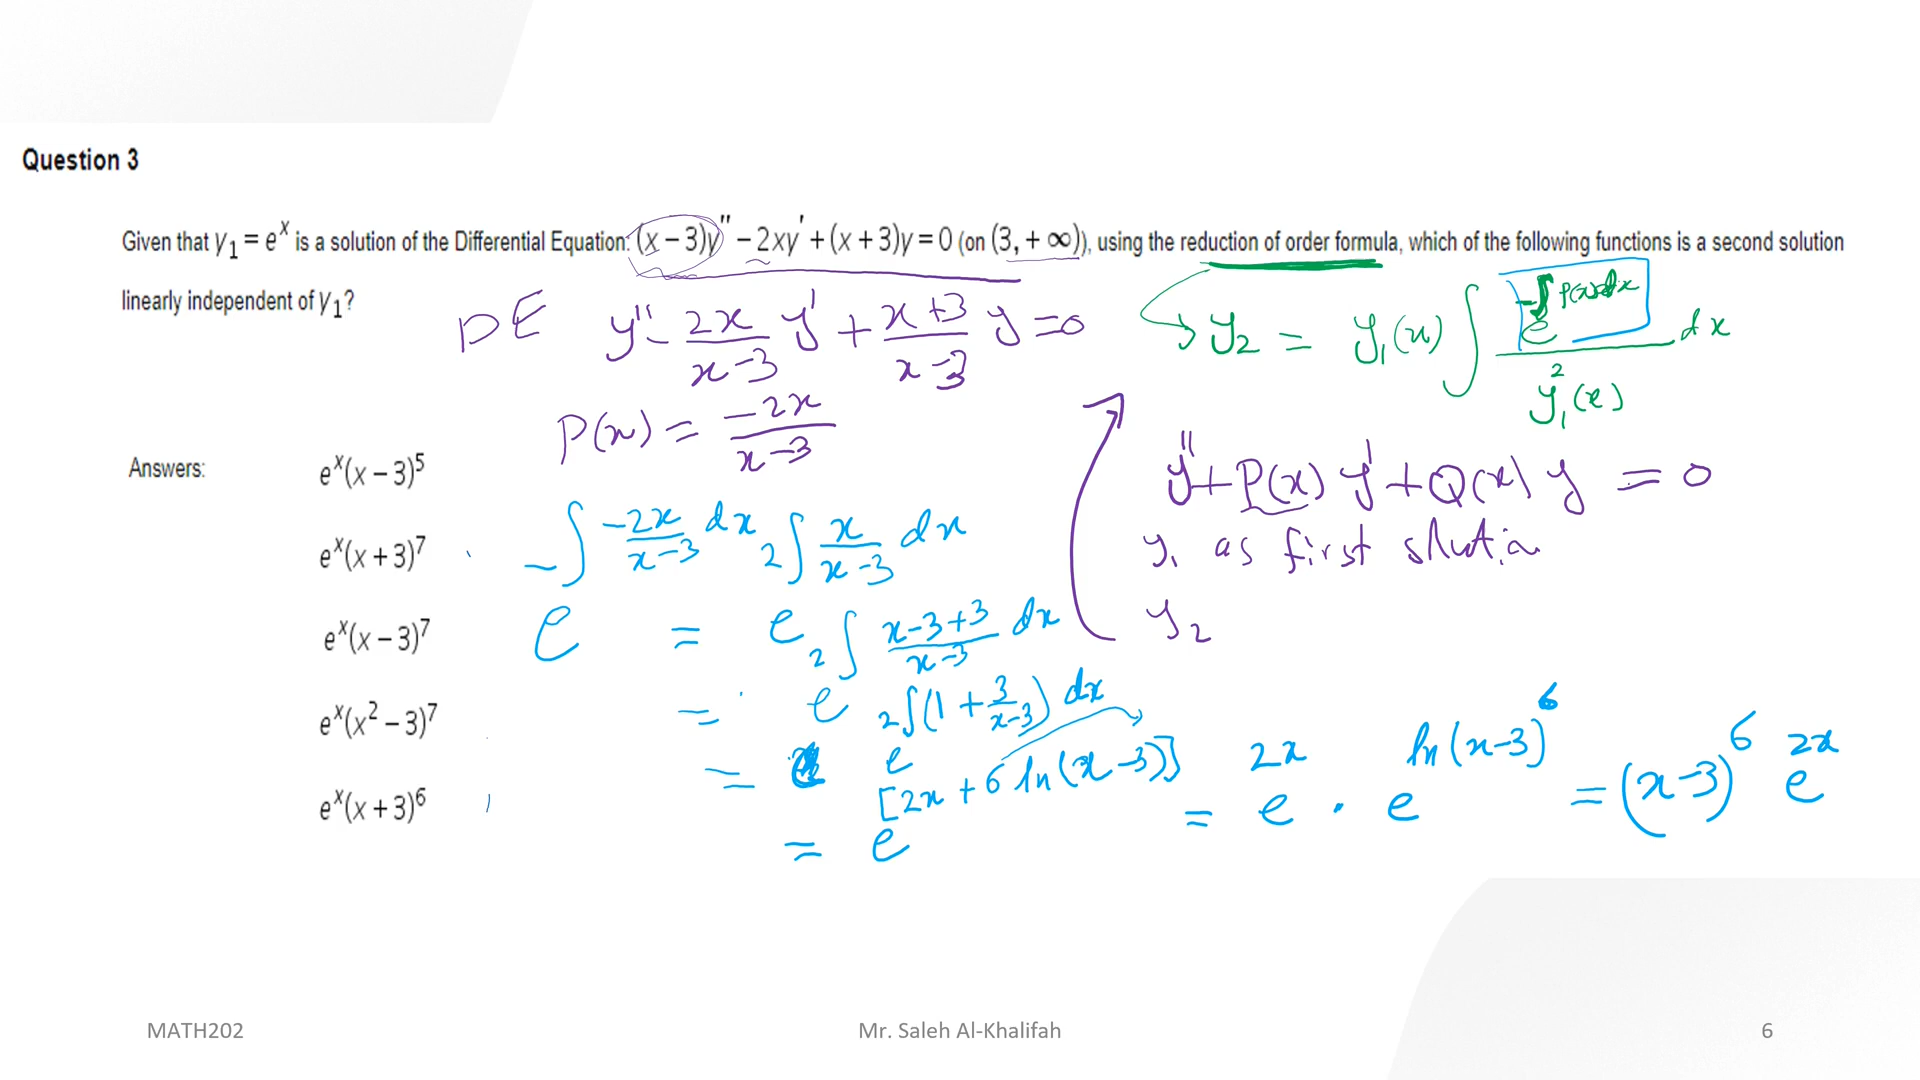 Question 3
Given that y₁ = eˣ is a solution of the Differential Equation: (x − 3)y'' − 2xy' + (x + 3)y = 0 (on (3, + ∞)), using the reduction of order formula, which of the following functions is a second solution
linearly independent of y₁?
DE y'' − 2x/(x−3) y' + (x+3)/(x−3) y = 0
y₂ = y₁(x) ∫ e^(−∫P(x)dx) / y₁²(x) dx
P(x) = −2x/(x−3)
y'' + P(x) y' + Q(x) y = 0
y₁ as first slutio
y₂
Answers:
eˣ(x − 3)⁵
eˣ(x + 3)⁷
eˣ(x − 3)⁷
eˣ(x² − 3)⁷
eˣ(x + 3)⁶
e^(−∫ −2x/(x−3) dx) = e^(2∫ x/(x−3) dx)
= e^(2∫ (x−3+3)/(x−3) dx)
= e^(2∫(1 + 3/(x−3)) dx)
= e^([2x + 6 ln(x−3)]) = e^(2x) · e^(ln(x−3)⁶) = (x−3)⁶ e^(2x)
MATH202
Mr. Saleh Al-Khalifah
6